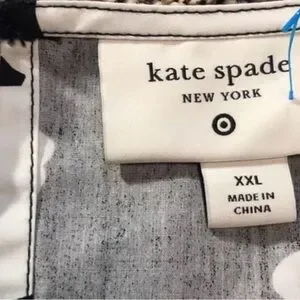 kate spade
NEW YORK
XXL
MADE IN
CHINA